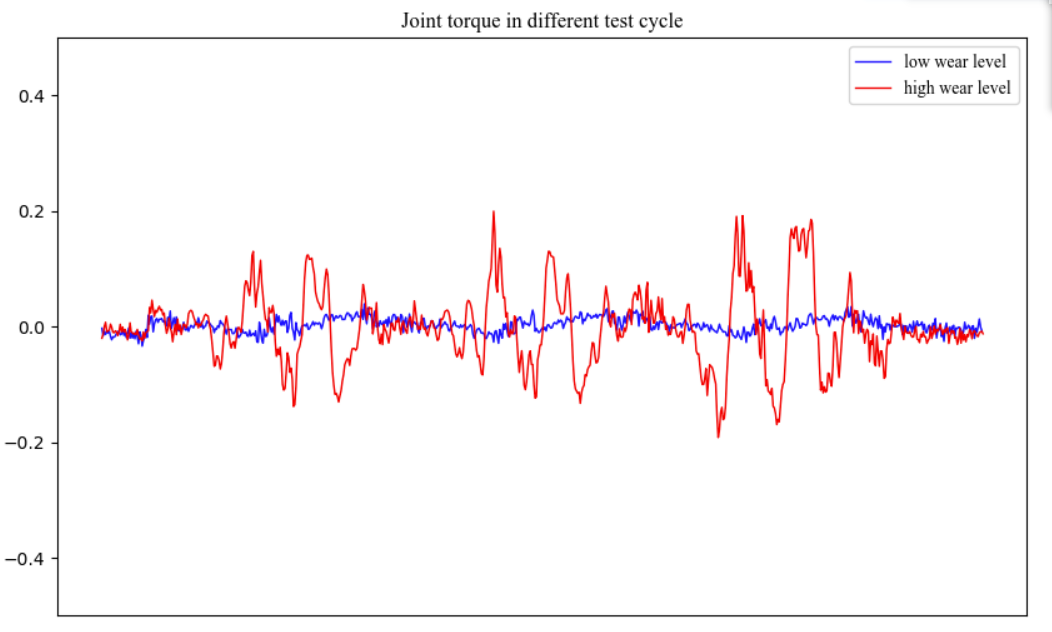 Joint torque in different test cycle
low wear level
high wear level
0.4
0.2
0.0
−0.2
−0.4